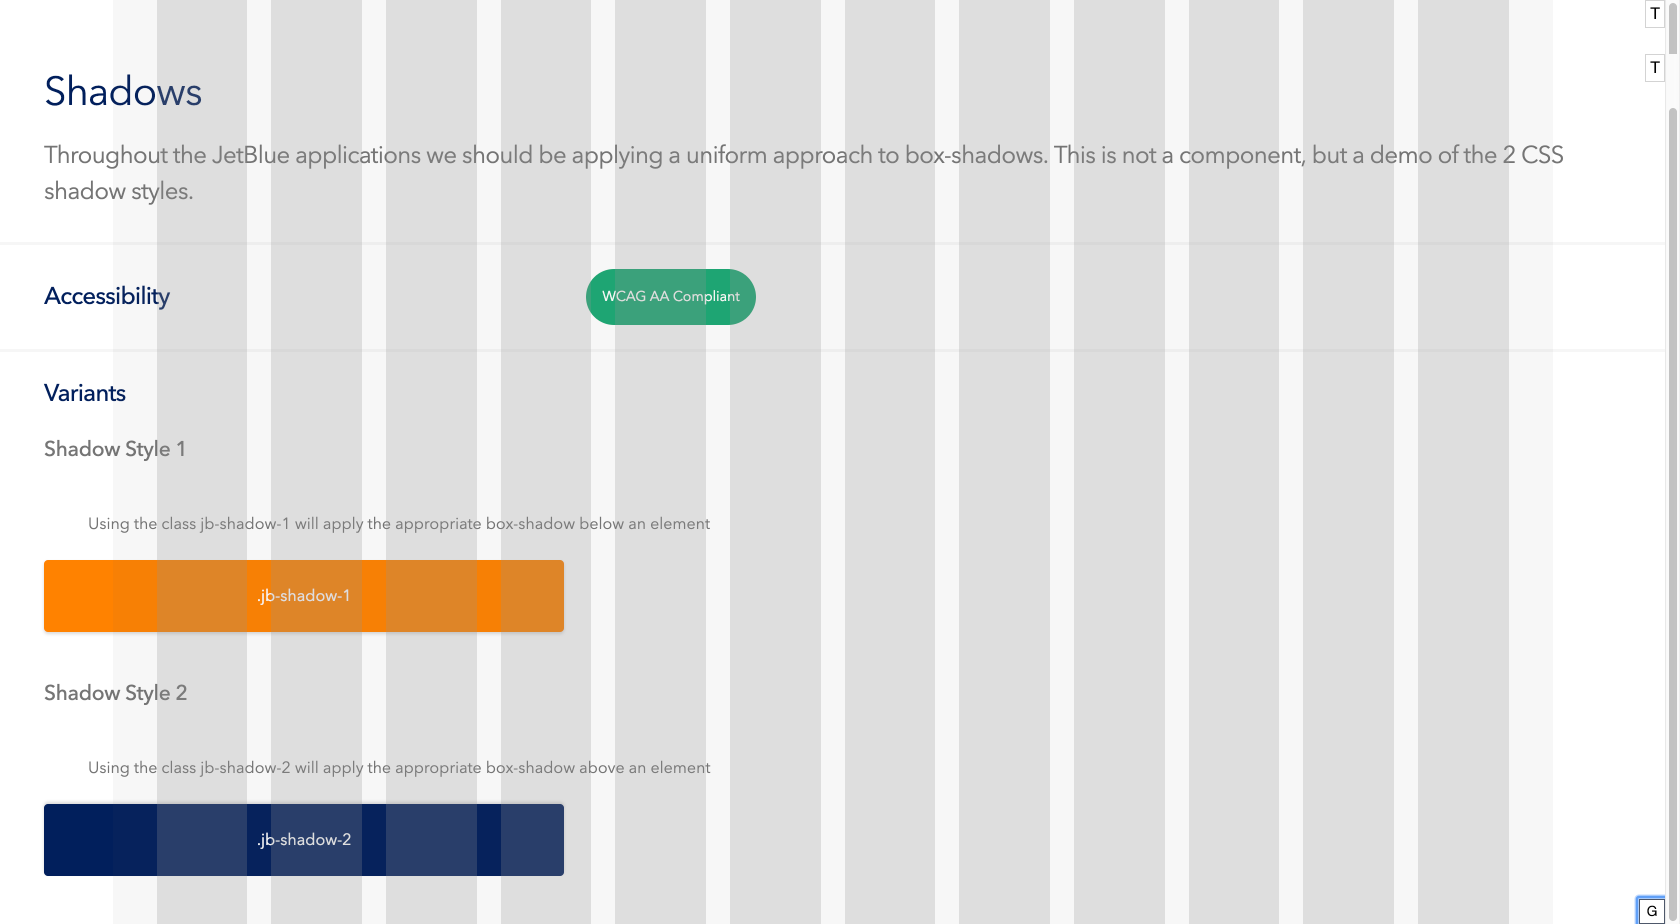 T
T
Shadows
Throughout the JetBlue applications we should be applying a uniform approach to box-shadows. This is not a component, but a demo of the 2 CSS
shadow styles.
Accessibility
WCAG AA Compliant
Variants
Shadow Style 1
Using the class jb-shadow-1 will apply the appropriate box-shadow below an element
.jb-shadow-1
Shadow Style 2
Using the class jb-shadow-2 will apply the appropriate box-shadow above an element
.jb-shadow-2
G